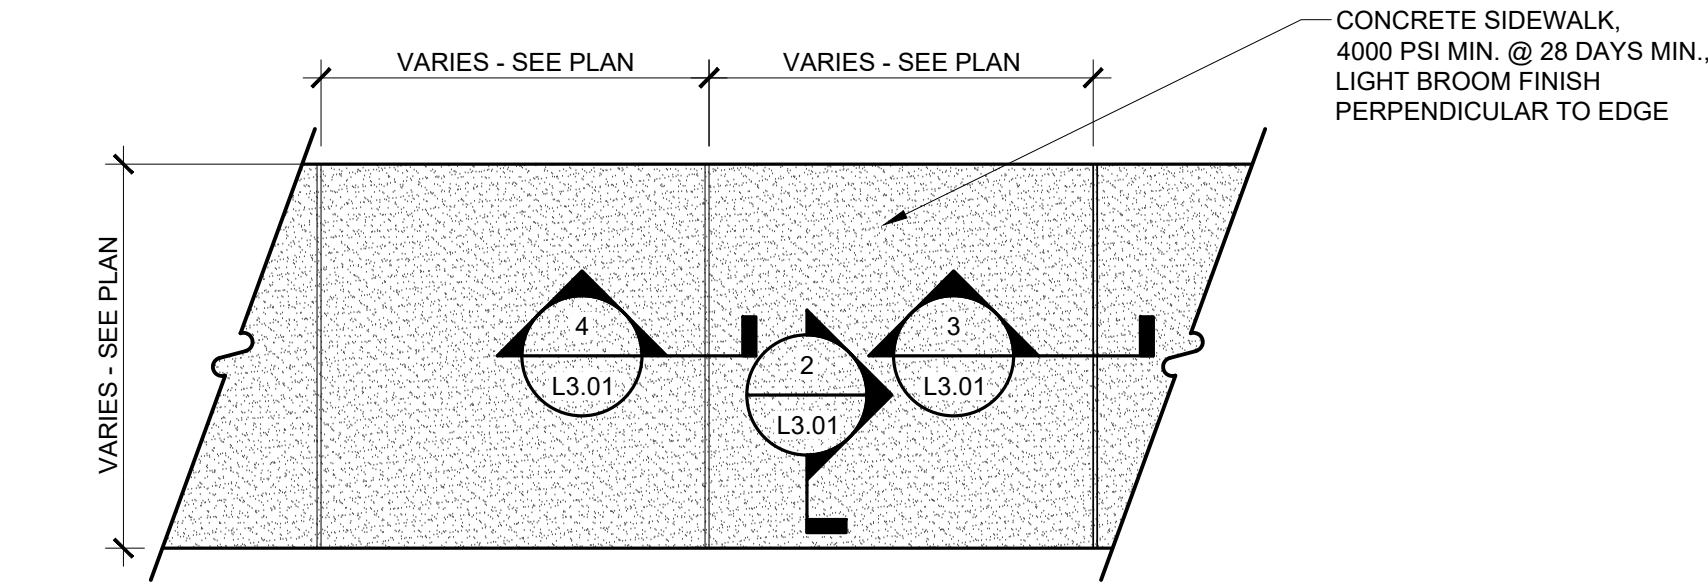 VARIES - SEE PLAN
VARIES - SEE PLAN
CONCRETE SIDEWALK,
4000 PSI MIN. @ 28 DAYS MIN.,
LIGHT BROOM FINISH
PERPENDICULAR TO EDGE
VARIES - SEE PLAN
4
L3.01
2
L3.01
3
L3.01